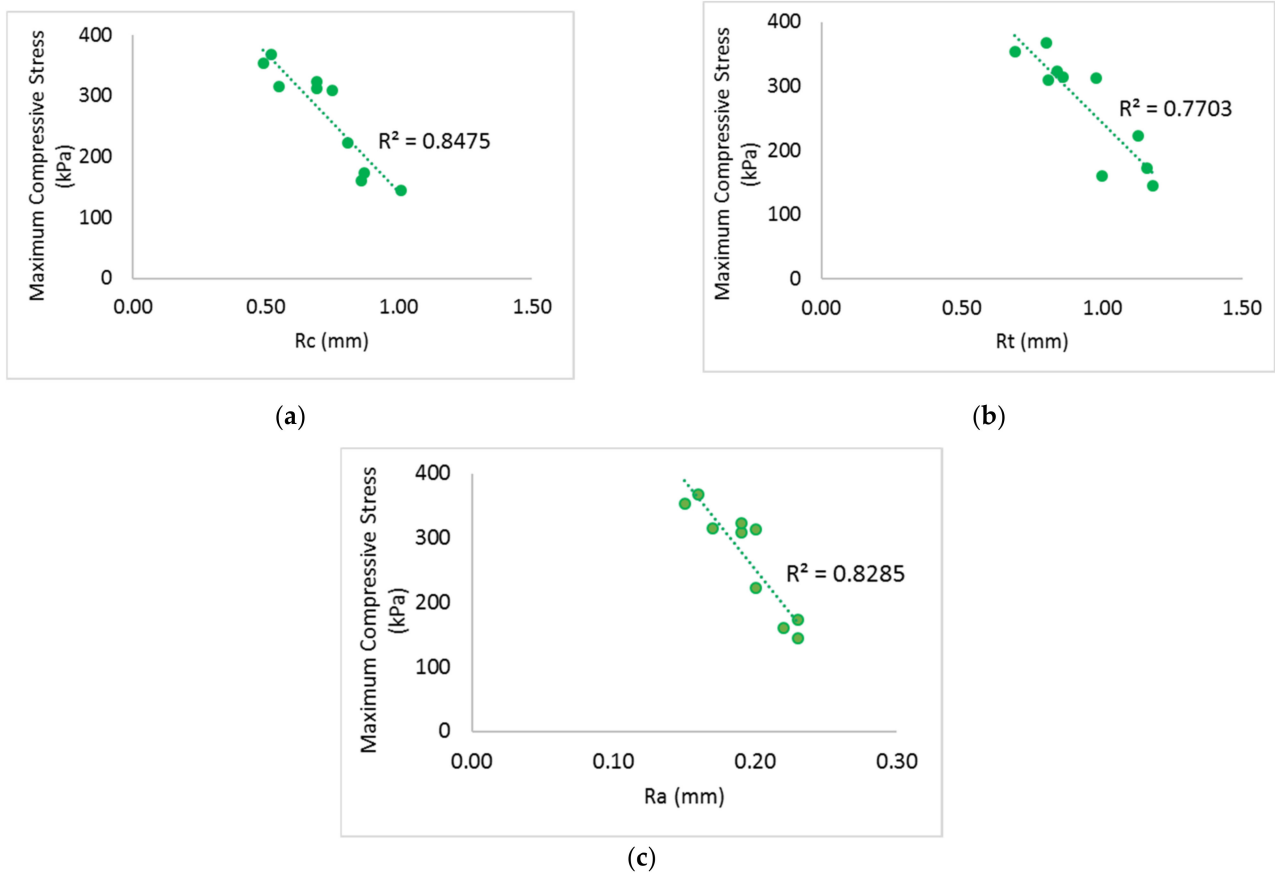 Maximum Compressive Stress
(kPa)
400
300
200
100
0
R² = 0.8475
0.00 0.50 1.00 1.50
Rc (mm)
(a)
Maximum Compressive Stress
(kPa)
400
300
200
100
0
R² = 0.7703
0.00 0.50 1.00 1.50
Rt (mm)
(b)
Maximum Compressive Stress
(kPa)
400
300
200
100
0
R² = 0.8285
0.00 0.10 0.20 0.30
Ra (mm)
(c)